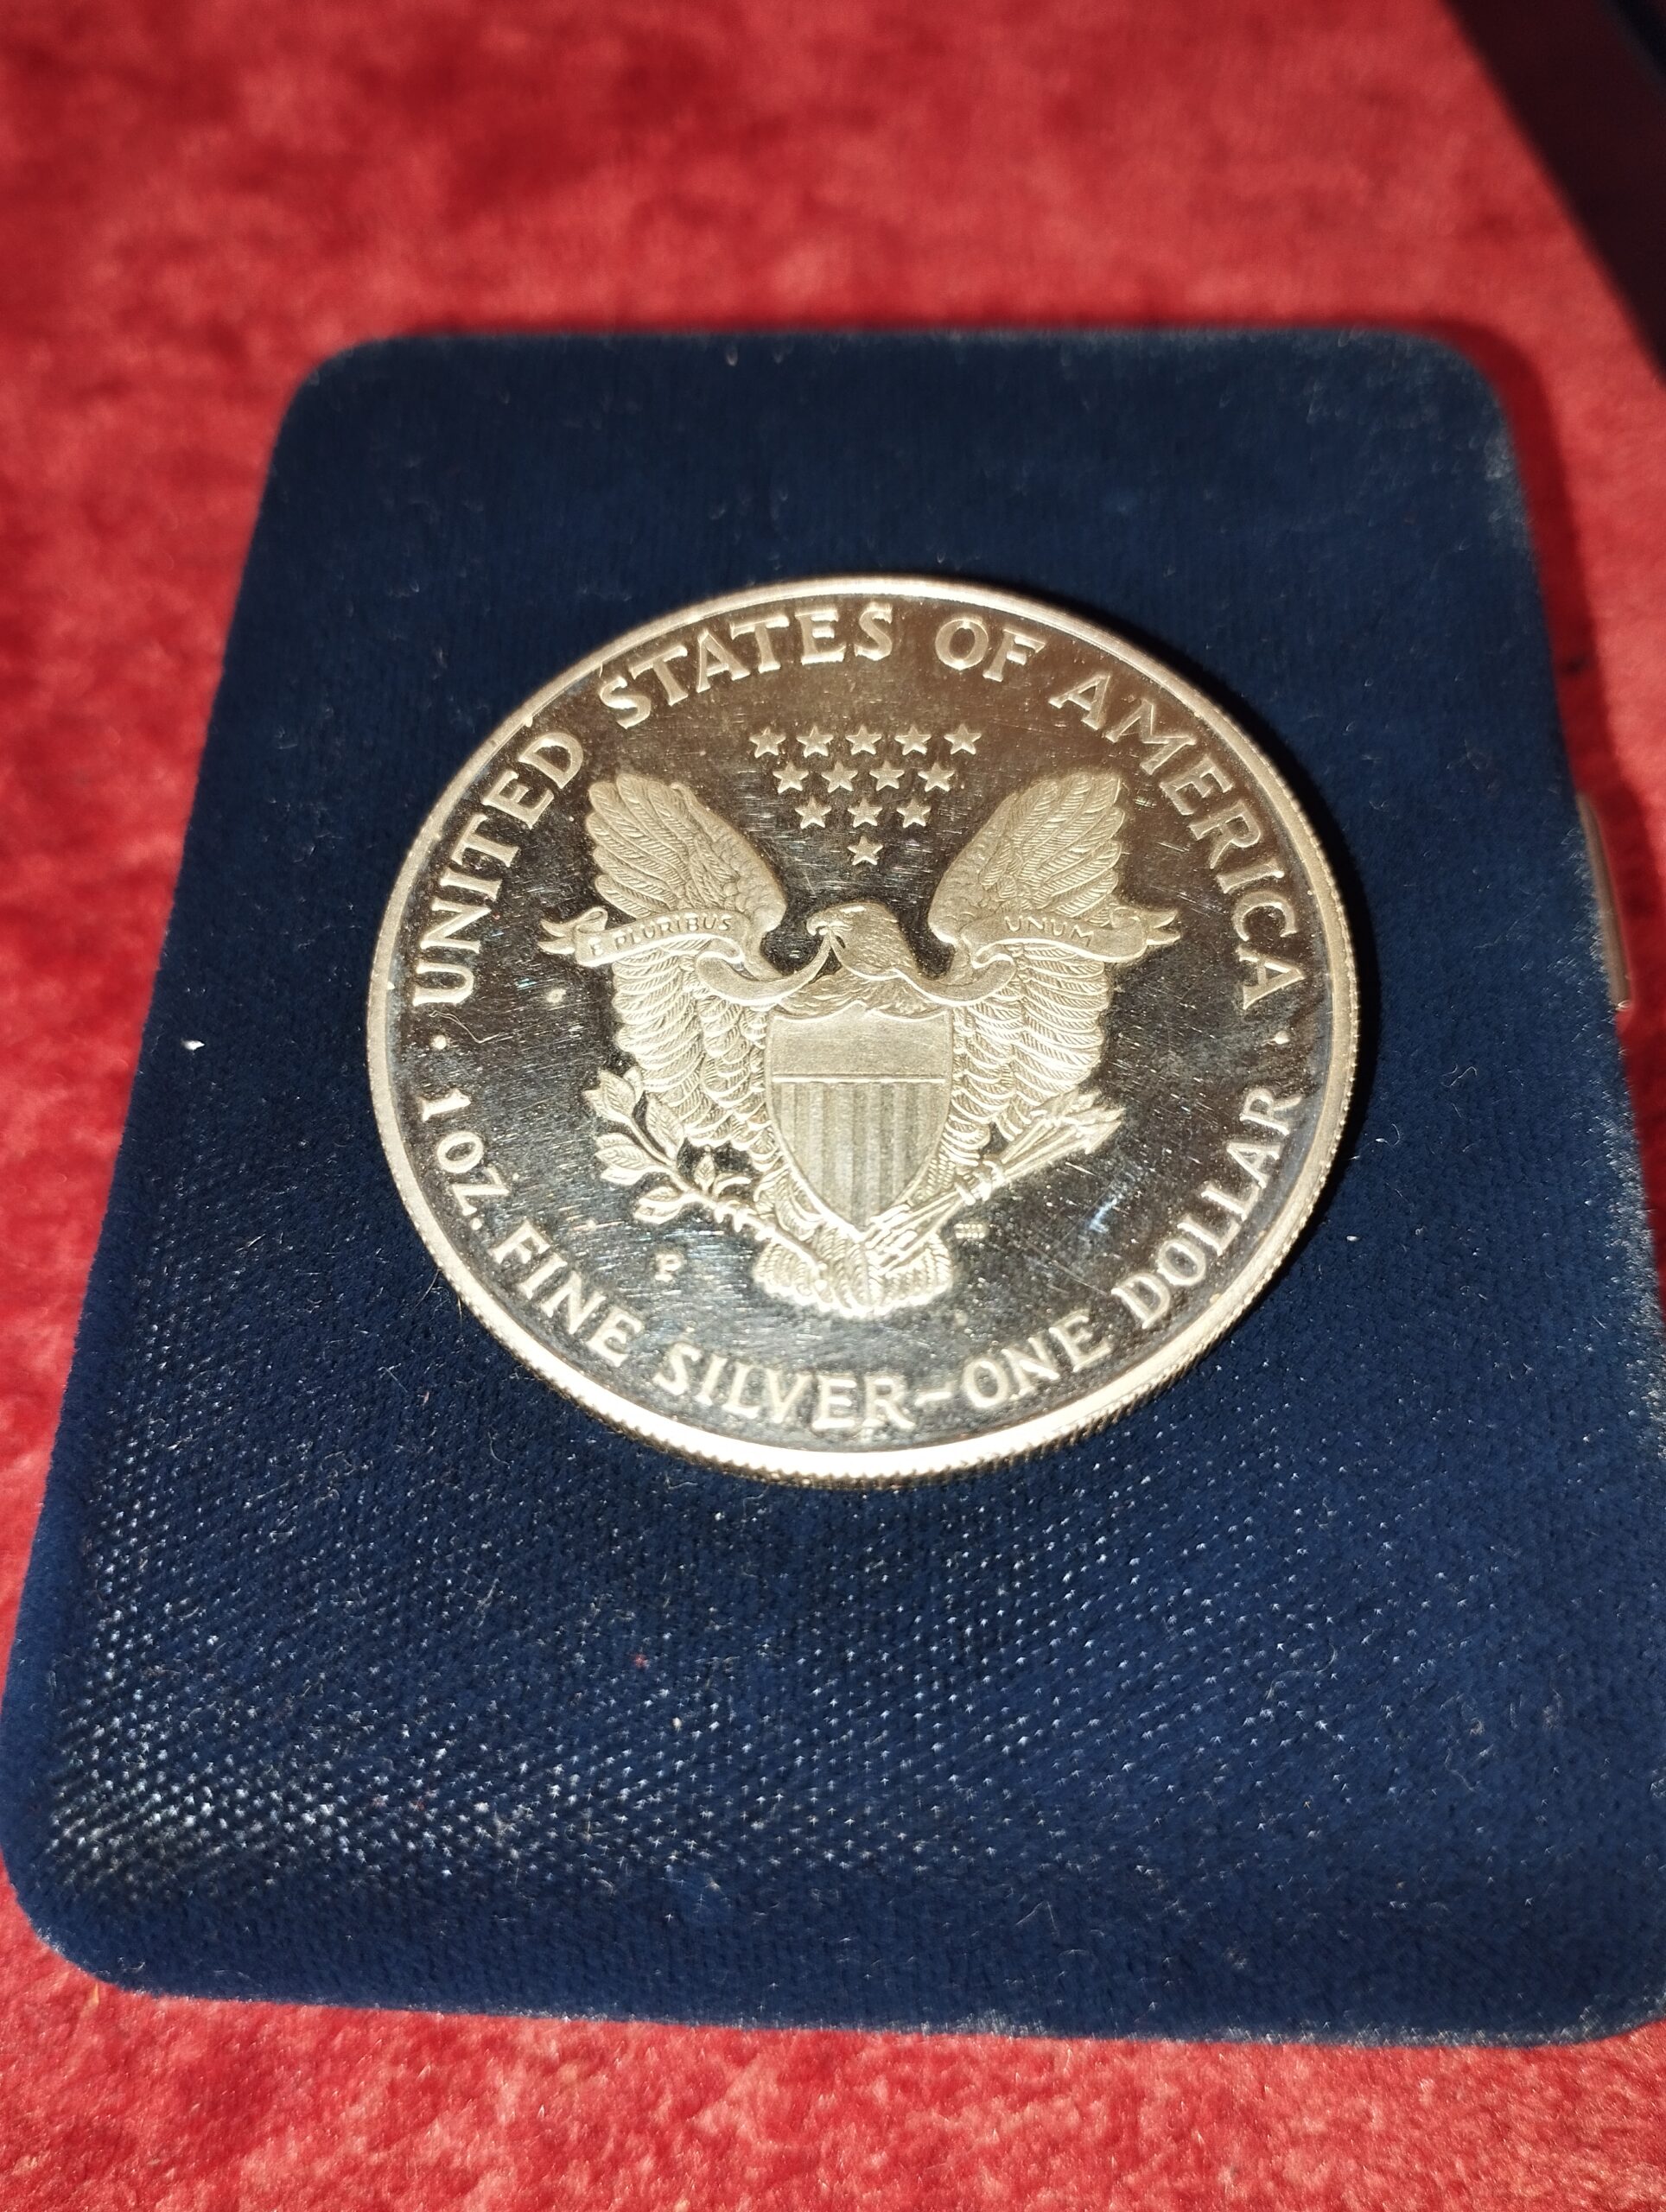 UNITED STATES OF AMERICA
E PLURIBUS UNUM
P
1 OZ. FINE SILVER~ONE DOLLAR